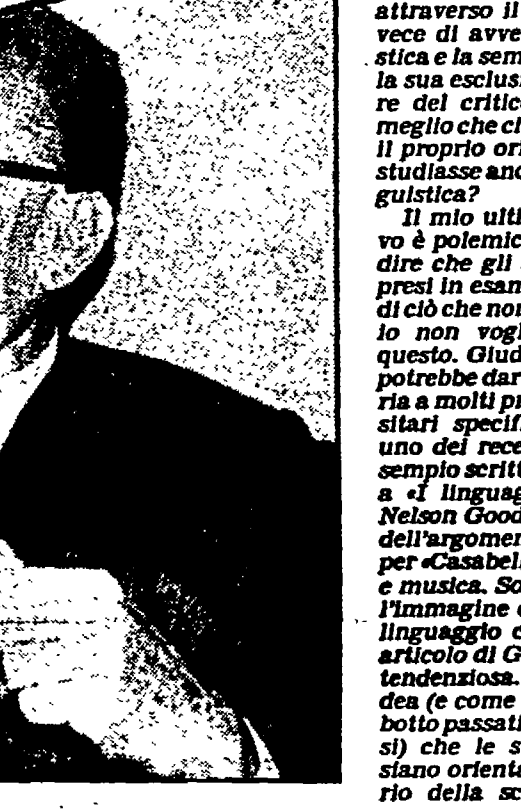 attraverso il
vece di avve
stica e la sem
la sua esclusi
re del critic
meglio che ch
il proprio ori
studiasse anc
guistica?
Il mio ulti
vo è polemic
dire che gli
presi in esam
di ciò che non
io non vogl
questo. Giud
potrebbe dar
ria a molti pr
sitari specif
uno dei rece
sempio scritt
a «I linguag
Nelson Good
dell'argomen
per «Casabell
e musica. So
l'immagine
linguaggio c
articolo di G
tendenziosa.
dea (e come
botto passati
si) che le s
siano orienta
rio della sc